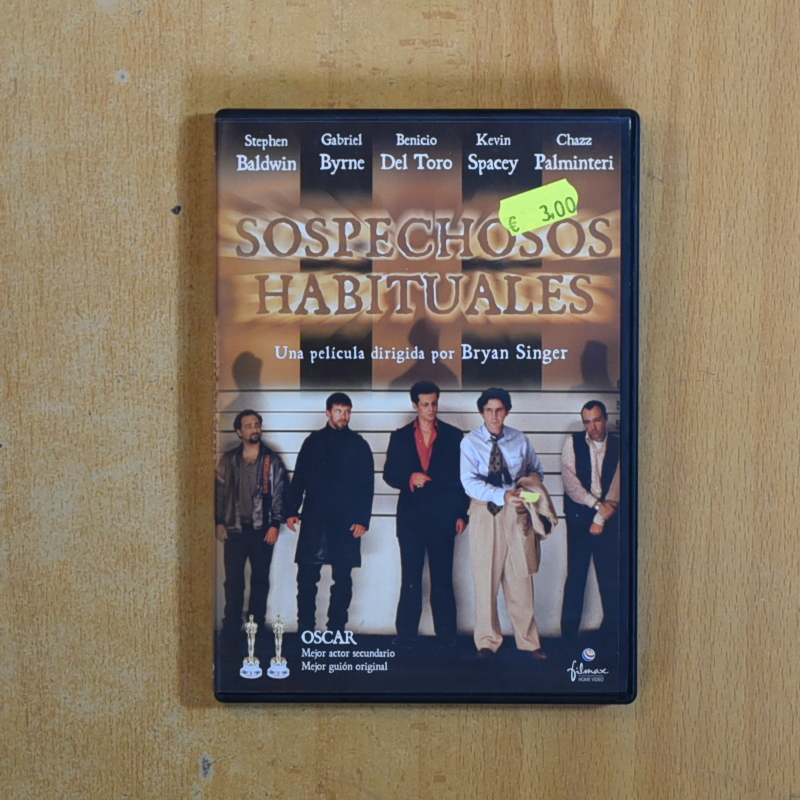 Stephen Baldwin
Gabriel Byrne
Benicio Del Toro
Kevin Spacey
Chazz Palminteri
€ 3,00
SOSPECHOSOS
HABITUALES
Una película dirigida por Bryan Singer
OSCAR
Mejor actor secundario
Mejor guión original
filmax
HOME VIDEO